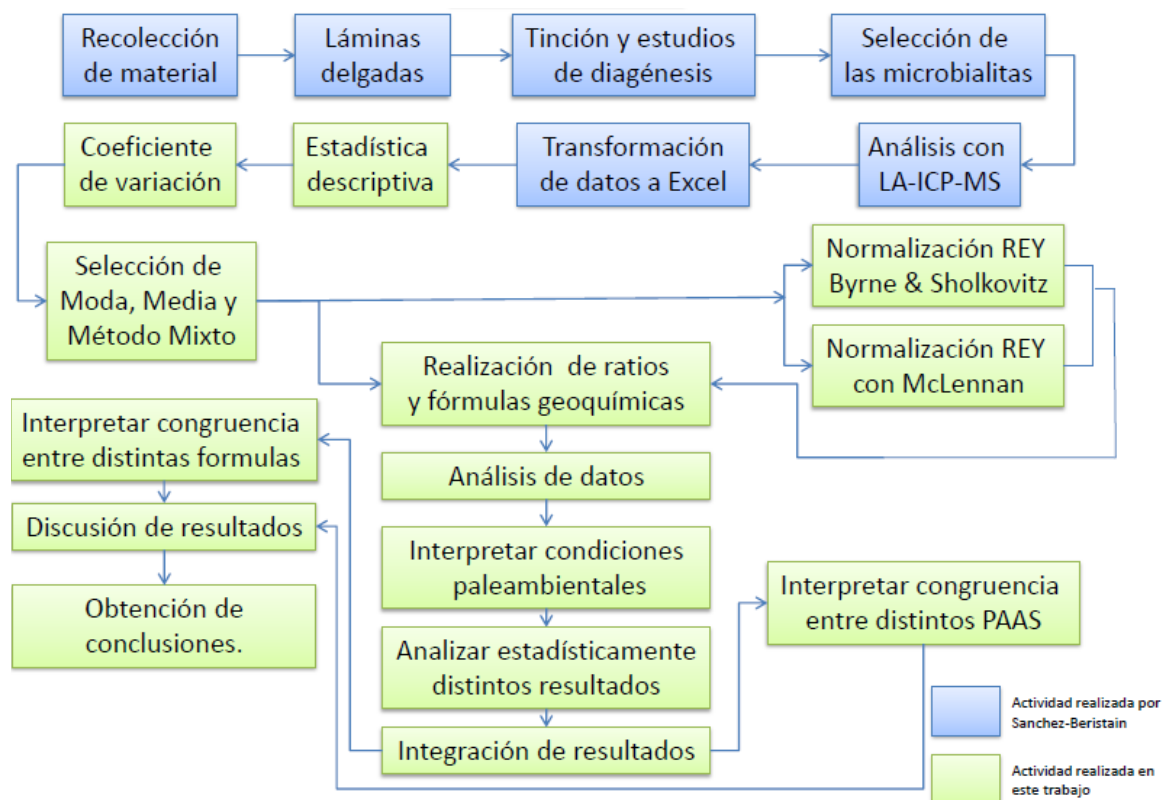 Recolección
de material
Láminas
delgadas
Tinción y estudios
de diagénesis
Selección de
las microbialitas
Coeficiente
de variación
Estadística
descriptiva
Transformación
de datos a Excel
Análisis con
LA-ICP-MS
Selección de
Moda, Media y
Método Mixto
Normalización REY
Byrne & Sholkovitz
Normalización REY
con McLennan
Realización de ratios
y fórmulas geoquímicas
Interpretar congruencia
entre distintas formulas
Análisis de datos
Discusión de resultados
Interpretar condiciones
paleambientales
Interpretar congruencia
entre distintos PAAS
Obtención de
conclusiones.
Analizar estadísticamente
distintos resultados
Integración de resultados
Actividad realizada por
Sanchez-Beristain
Actividad realizada en
este trabajo